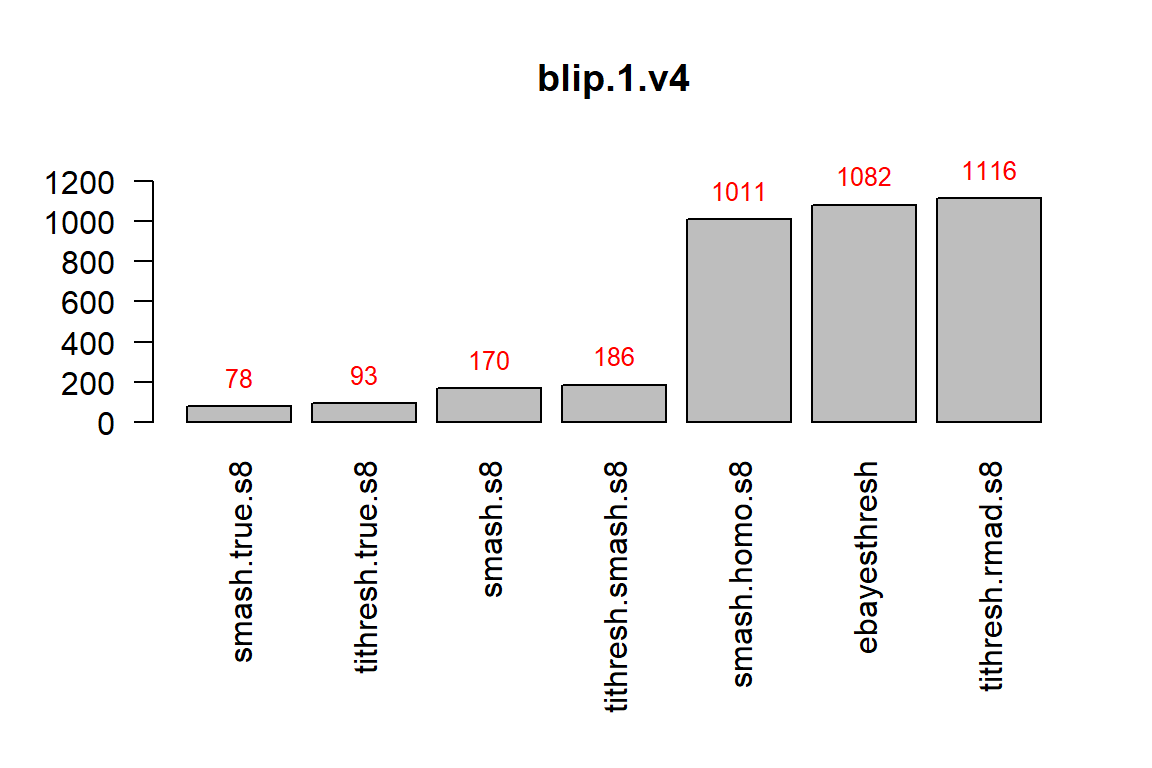 blip.1.v4
1200
1000
800
600
400
200
0
78
93
170
186
1011
1082
1116
smash.true.s8
tithresh.true.s8
smash.s8
tithresh.smash.s8
smash.homo.s8
ebayesthresh
tithresh.rmad.s8